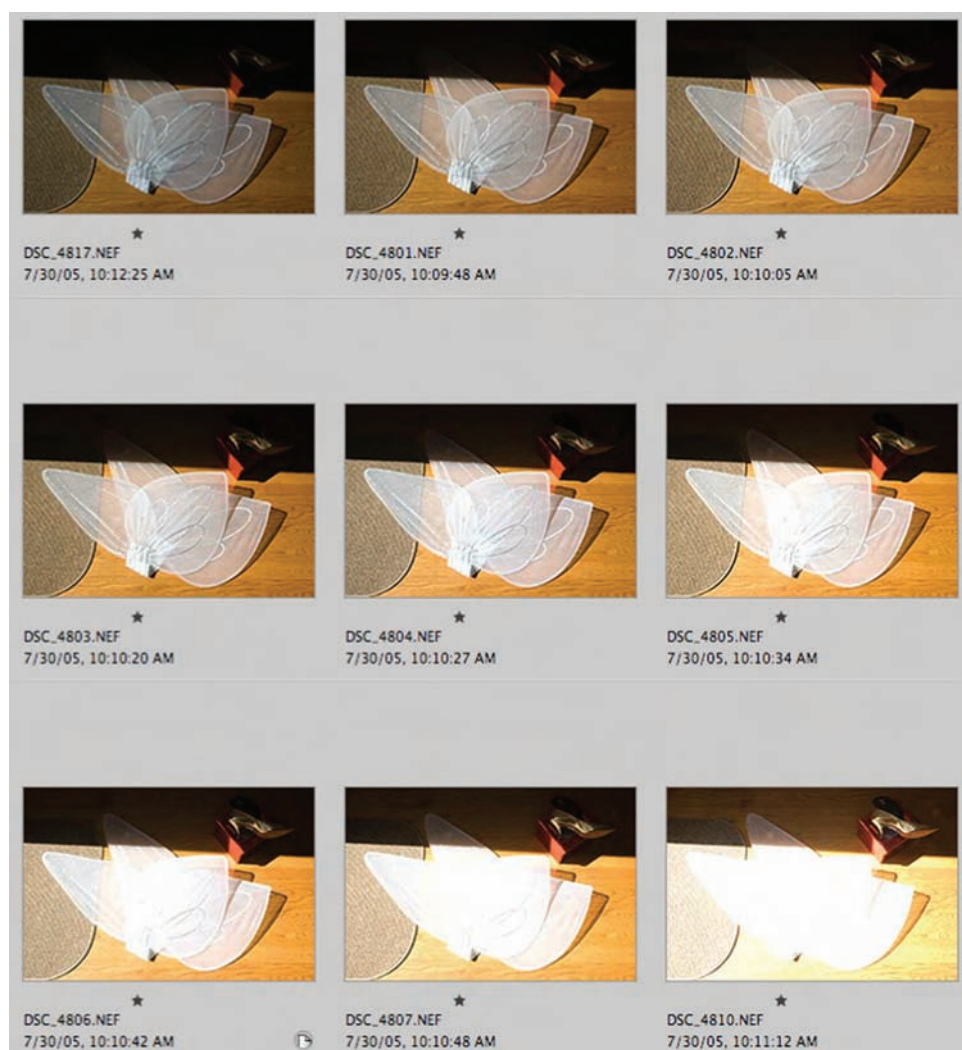 DSC_4817.NEF
7/30/05, 10:12:25 AM
DSC_4801.NEF
7/30/05, 10:09:48 AM
DSC_4802.NEF
7/30/05, 10:10:05 AM
DSC_4803.NEF
7/30/05, 10:10:20 AM
DSC_4804.NEF
7/30/05, 10:10:27 AM
DSC_4805.NEF
7/30/05, 10:10:34 AM
DSC_4806.NEF
7/30/05, 10:10:42 AM
DSC_4807.NEF
7/30/05, 10:10:48 AM
DSC_4810.NEF
7/30/05, 10:11:12 AM